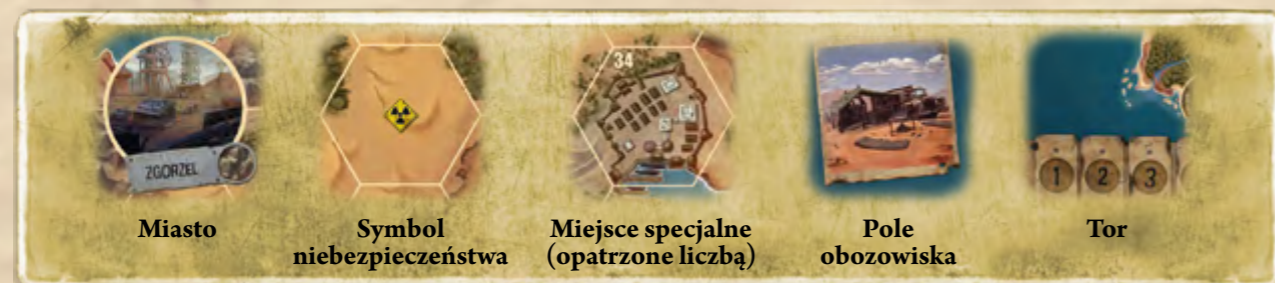 ZGORZEL
34
1 2 3
Miasto
Symbol
niebezpieczeństwa
Miejsce specjalne
(opatrzone liczbą)
Pole
obozowiska
Tor